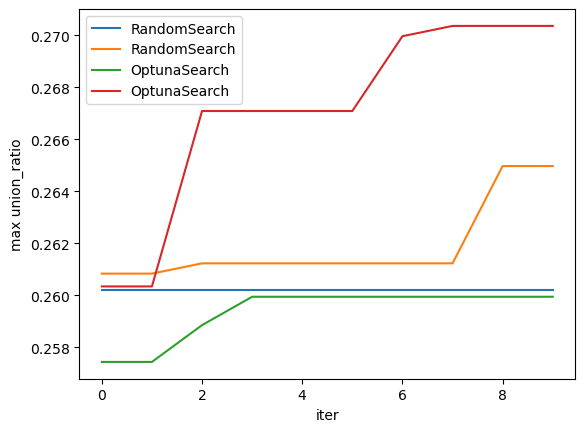 RandomSearch
RandomSearch
OptunaSearch
OptunaSearch
0.270
0.268
0.266
0.264
0.262
0.260
0.258
max union_ratio
0 2 4 6 8
iter